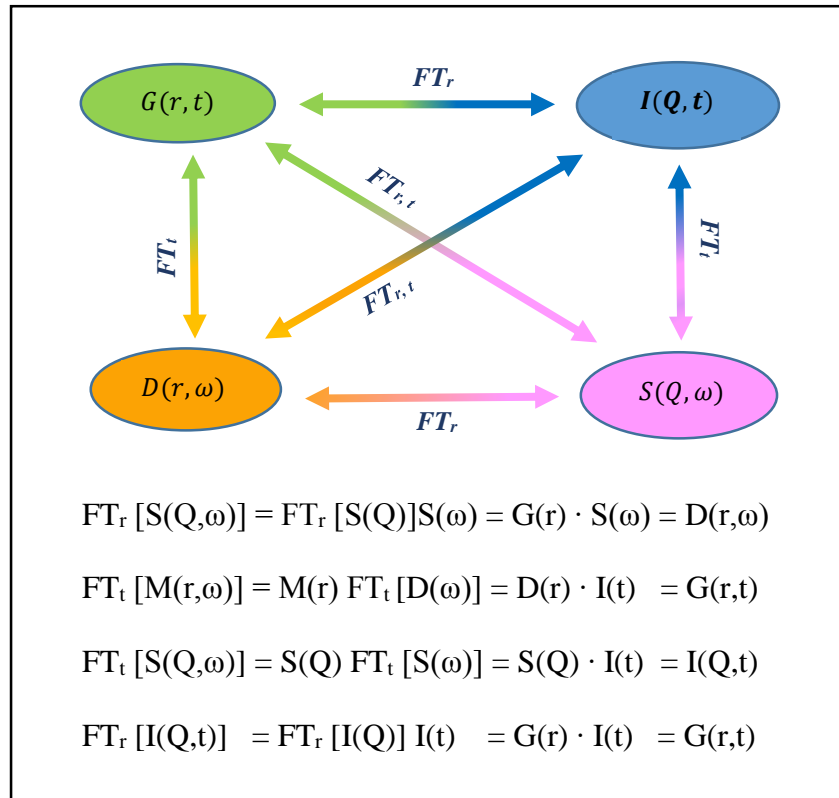 FTr
G(r, t)
I(Q, t)
FTr, t
FTt
FTt
FTr, t
D(r, ω)
S(Q, ω)
FTr
FTr [S(Q,ω)] = FTr [S(Q)]S(ω) = G(r) · S(ω) = D(r,ω)
FTt [M(r,ω)] = M(r) FTt [D(ω)] = D(r) · I(t) = G(r,t)
FTt [S(Q,ω)] = S(Q) FTt [S(ω)] = S(Q) · I(t) = I(Q,t)
FTr [I(Q,t)] = FTr [I(Q)] I(t) = G(r) · I(t) = G(r,t)